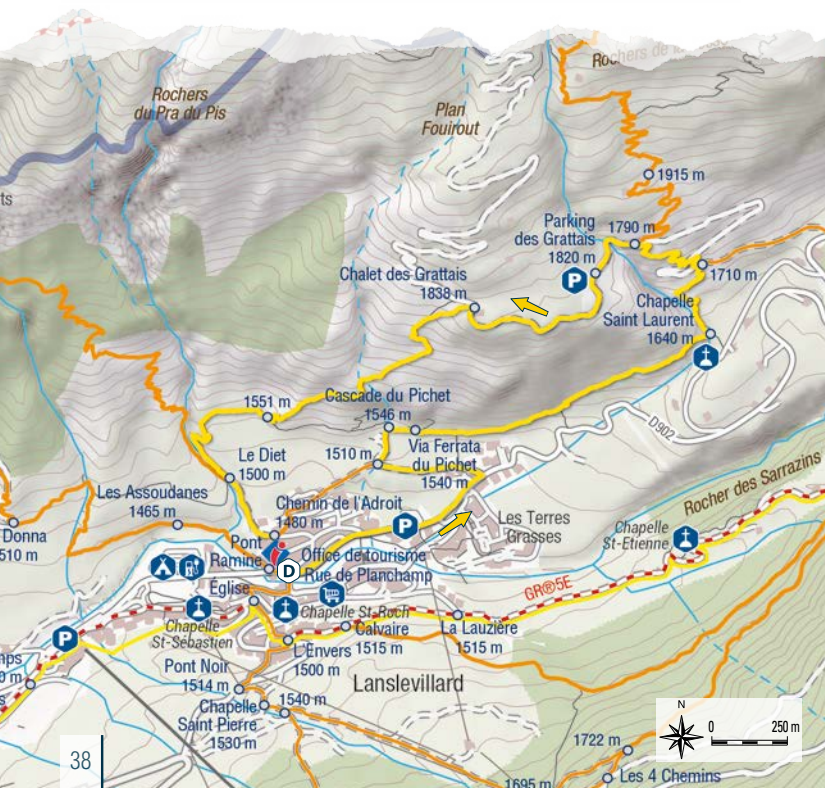 Rochers
du Pra du Pis
Plan
Fouirout
Rochers de
ts
1915 m
Parking
des Grattais
1820 m
P
1790 m
1710 m
Chalet des Grattais
1838 m
Chapelle
Saint Laurent
1640 m
1551 m
Cascade du Pichet
1546 m
D902
Via Ferrata
du Pichet
1540 m
1510 m
Le Diet
1500 m
Les Assoudanes
1465 m
Chemin de l'Adroit
1480 m
P
Les Terres
Grasses
Rocher des Sarrazins
Chapelle
St-Etienne
Donna
510 m
Pont
Ramine
D
Office de tourisme
Rue de Planchamp
Église
GR®5E
Chapelle St-Roch
Chapelle
St-Sébastien
Calvaire
1515 m
La Lauzière
1515 m
P
L'Envers
1500 m
mps
0 m
s
Pont Noir
1514 m
Lanslevillard
Chapelle
Saint Pierre
1530 m
1540 m
N
0 250 m
1722 m
Les 4 Chemins
1695 m
38